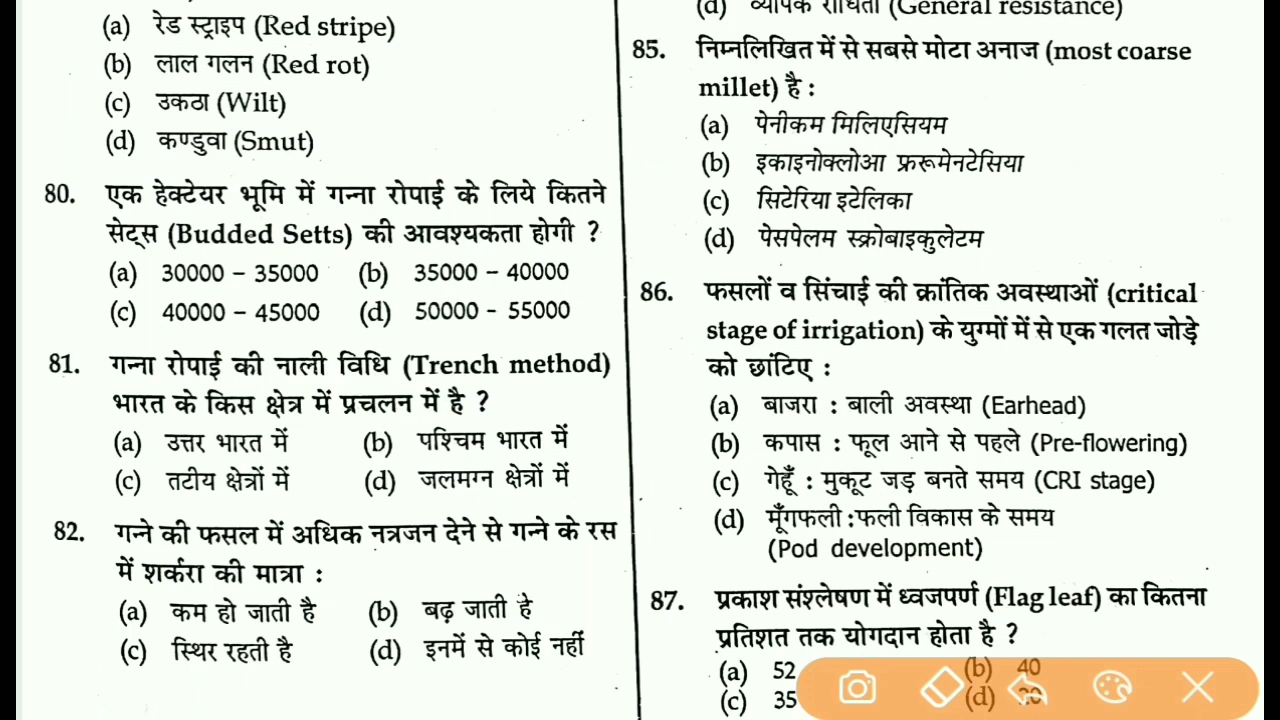 (a) रेड स्ट्राइप (Red stripe)
(b) लाल गलन (Red rot)
(c) उकठा (Wilt)
(d) कण्डुवा (Smut)
80. एक हेक्टेयर भूमि में गन्ना रोपाई के लिये कितने
सेट्स (Budded Setts) की आवश्यकता होगी ?
(a) 30000 – 35000 (b) 35000 – 40000
(c) 40000 – 45000 (d) 50000 - 55000
81. गन्ना रोपाई की नाली विधि (Trench method)
भारत के किस क्षेत्र में प्रचलन में है ?
(a) उत्तर भारत में (b) पश्चिम भारत में
(c) तटीय क्षेत्रों में (d) जलमग्न क्षेत्रों में
82. गन्ने की फसल में अधिक नत्रजन देने से गन्ने के रस
में शर्करा की मात्रा :
(a) कम हो जाती है (b) बढ़ जाती हे
(c) स्थिर रहती है (d) इनमें से कोई नहीं
(d) व्यापक रोधिता (General resistance)
85. निम्नलिखित में से सबसे मोटा अनाज (most coarse
millet) है :
(a) पेनीकम मिलिएसियम
(b) इकाइनोक्लोआ फ्ररूमेनटेसिया
(c) सिटेरिया इटेलिका
(d) पेसपेलम स्क्रोबाइकुलेटम
86. फसलों व सिंचाई की क्रांतिक अवस्थाओं (critical
stage of irrigation) के युग्मों में से एक गलत जोड़े
को छांटिए :
(a) बाजरा : बाली अवस्था (Earhead)
(b) कपास : फूल आने से पहले (Pre-flowering)
(c) गेहूँ : मुकूट जड़ बनते समय (CRI stage)
(d) मूँगफली : फली विकास के समय
(Pod development)
87. प्रकाश संश्लेषण में ध्वजपर्ण (Flag leaf) का कितना
प्रतिशत तक योगदान होता है ?
(a) 52 (b) 40
(c) 35 (d)